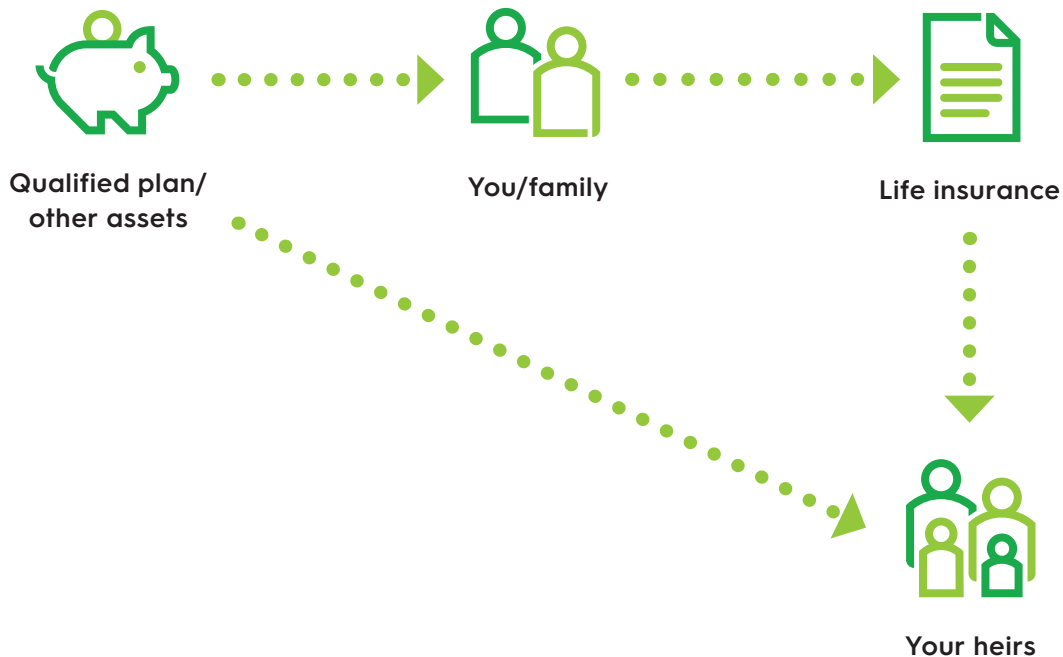 Qualified plan/
other assets
You/family
Life insurance
Your heirs